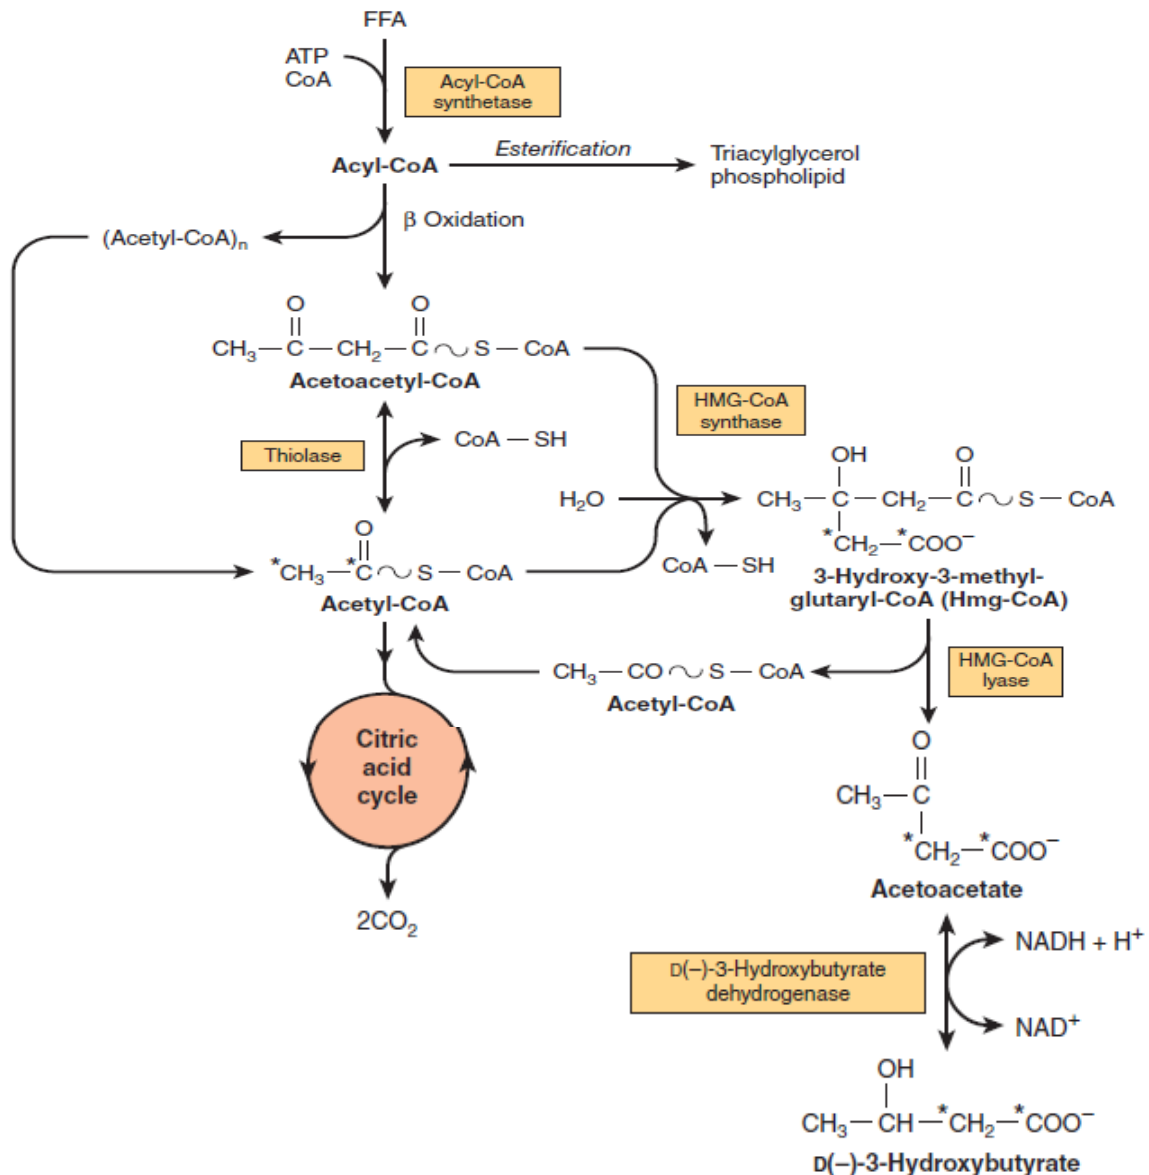 FFA
ATP
CoA
Acyl-CoA
synthetase
Acyl-CoA
Esterification
Triacylglycerol
phospholipid
β Oxidation
(Acetyl-CoA)n
O O
CH₃—C—CH₂—C~S—CoA
Acetoacetyl-CoA
HMG-CoA
synthase
Thiolase
CoA—SH
OH O
H₂O
CH₃—C—CH₂—C~S—CoA
*CH₂—*COO⁻
3-Hydroxy-3-methyl-
glutaryl-CoA (Hmg-CoA)
CoA—SH
O
*CH₃—*C~S—CoA
Acetyl-CoA
HMG-CoA
lyase
CH₃—CO~S—CoA
Acetyl-CoA
Citric
acid
cycle
2CO₂
O
CH₃—C
*CH₂—*COO⁻
Acetoacetate
NADH + H⁺
D(–)-3-Hydroxybutyrate
dehydrogenase
NAD⁺
OH
CH₃—CH—*CH₂—*COO⁻
D(–)-3-Hydroxybutyrate